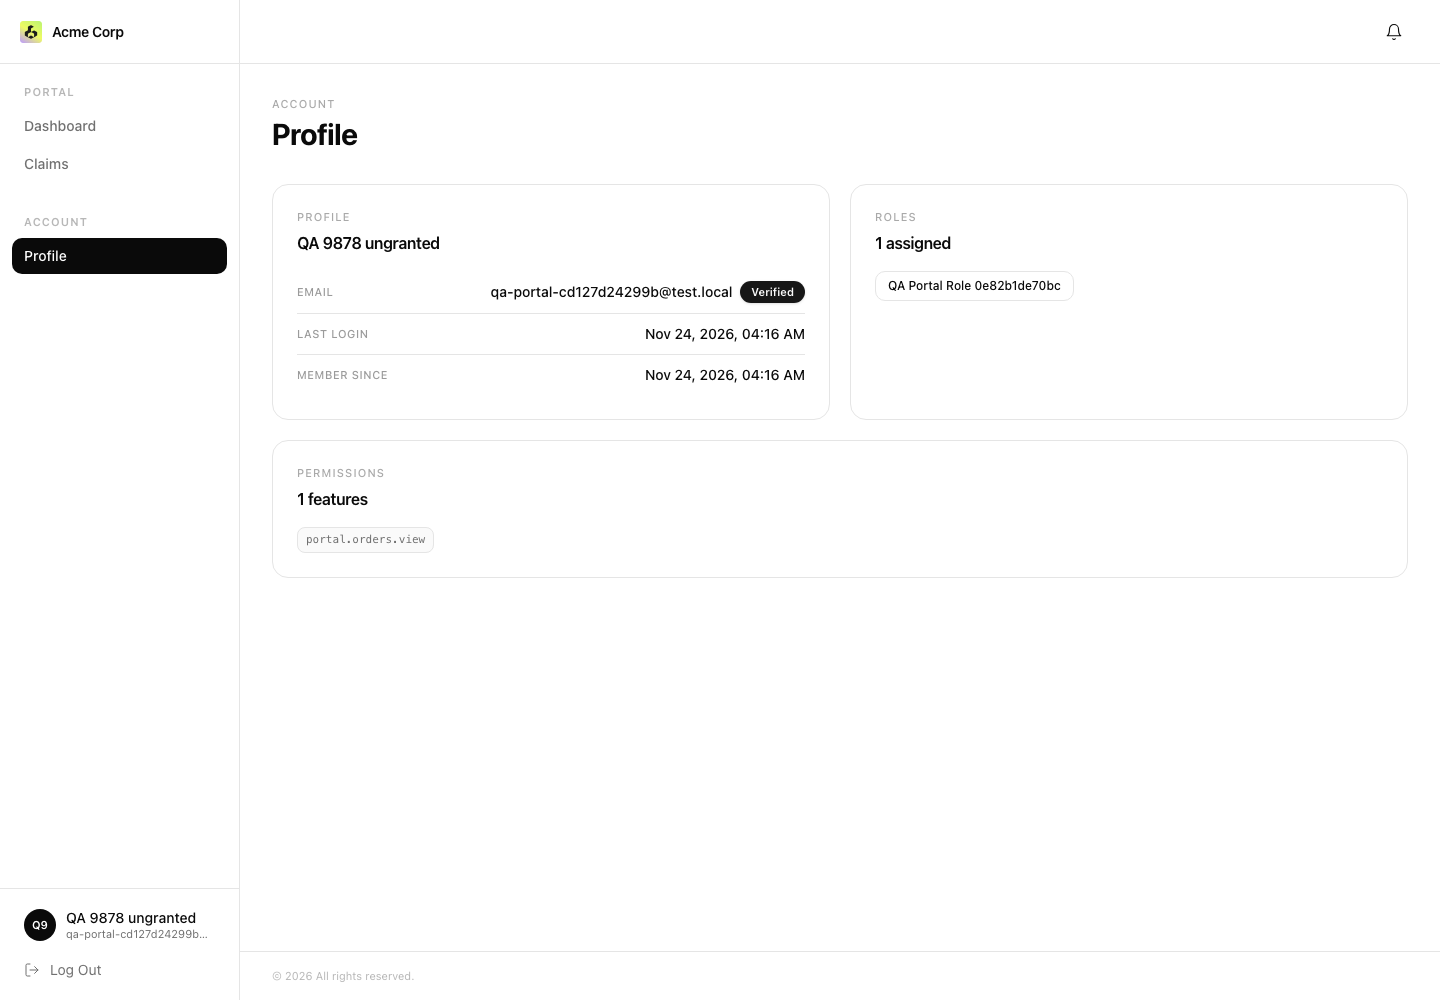 Acme Corp
PORTAL
Dashboard
Claims
ACCOUNT
Profile
QA 9878 ungranted
Q9
qa-portal-cd127d24299b...
Log Out
ACCOUNT
Profile
PROFILE
QA 9878 ungranted
EMAIL qa-portal-cd127d24299b@test.local Verified
LAST LOGIN Nov 24, 2026, 04:16 AM
MEMBER SINCE Nov 24, 2026, 04:16 AM
ROLES
1 assigned
QA Portal Role 0e82b1de70bc
PERMISSIONS
1 features
portal.orders.view
© 2026 All rights reserved.